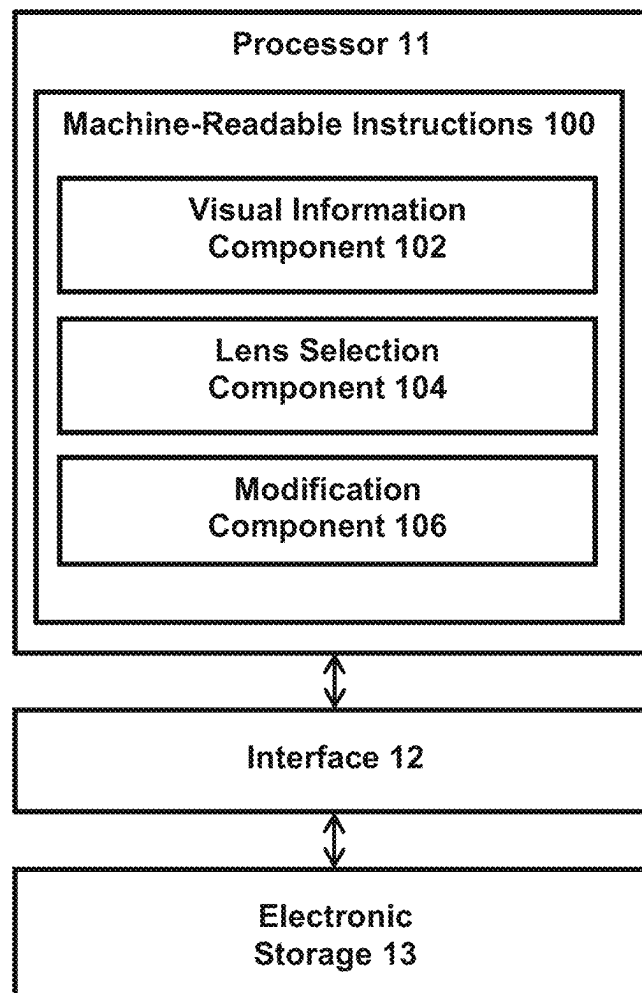 Processor 11
Machine-Readable Instructions 100
Visual Information
Component 102
Lens Selection
Component 104
Modification
Component 106
Interface 12
Electronic
Storage 13